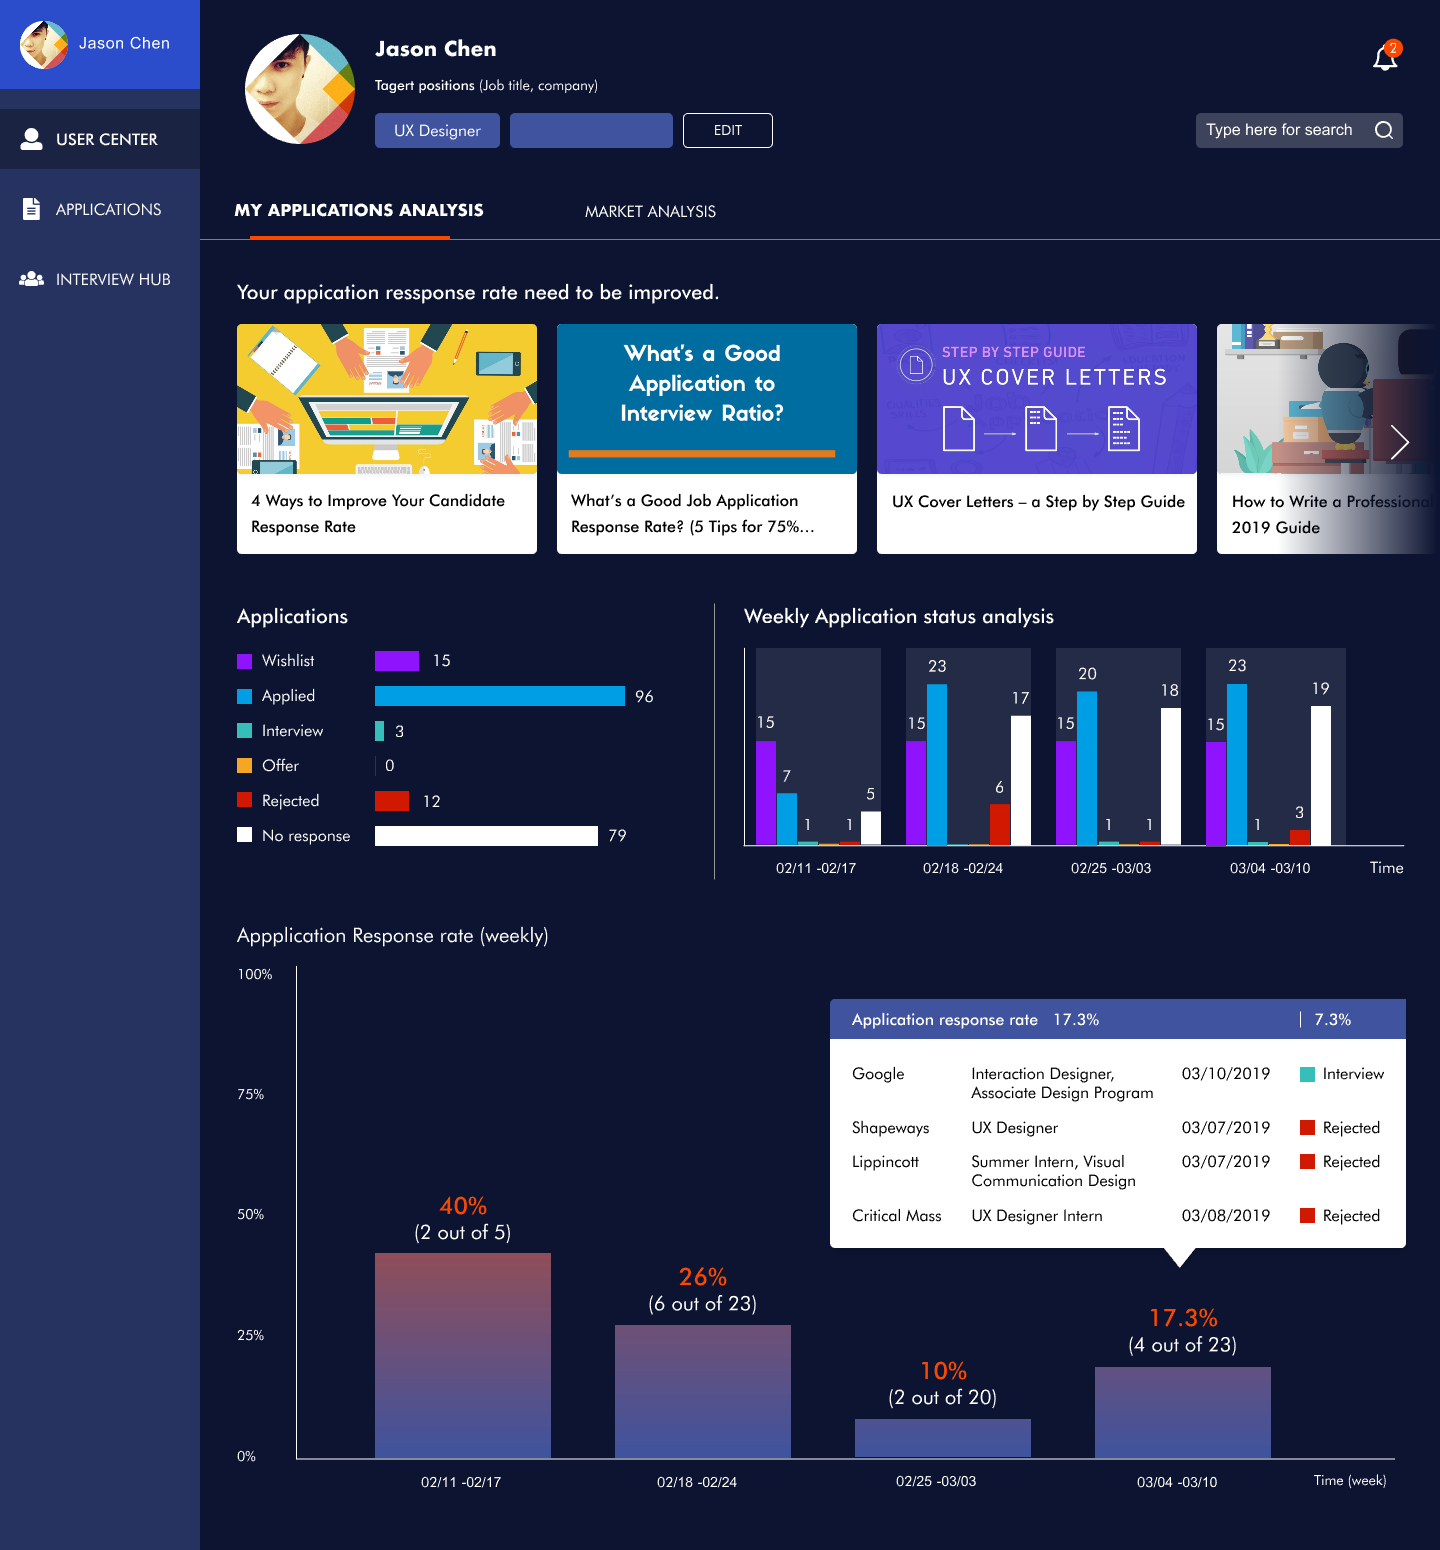 Jason Chen
USER CENTER
APPLICATIONS
INTERVIEW HUB
Jason Chen
Tagert positions (Job title, company)
UX Designer
EDIT
2
Type here for search
MY APPLICATIONS ANALYSIS
MARKET ANALYSIS
Your appication ressponse rate need to be improved.
4 Ways to Improve Your Candidate
Response Rate
What's a Good
Application to
Interview Ratio?
What's a Good Job Application
Response Rate? (5 Tips for 75%...
STEP BY STEP GUIDE
UX COVER LETTERS
UX Cover Letters – a Step by Step Guide
How to Write a Professional
2019 Guide
Applications
Wishlist 15
Applied 96
Interview 3
Offer 0
Rejected 12
No response 79
Weekly Application status analysis
15 7 1 1 5
15 23 6 17
15 20 1 1 18
15 23 1 3 19
02/11 -02/17
02/18 -02/24
02/25 -03/03
03/04 -03/10
Time
Appplication Response rate (weekly)
100%
75%
50%
25%
0%
Application response rate 17.3% | 7.3%
Google Interaction Designer, 03/10/2019 Interview
Associate Design Program
Shapeways UX Designer 03/07/2019 Rejected
Lippincott Summer Intern, Visual 03/07/2019 Rejected
Communication Design
Critical Mass UX Designer Intern 03/08/2019 Rejected
40%
(2 out of 5)
26%
(6 out of 23)
10%
(2 out of 20)
17.3%
(4 out of 23)
02/11 -02/17
02/18 -02/24
02/25 -03/03
03/04 -03/10
Time (week)